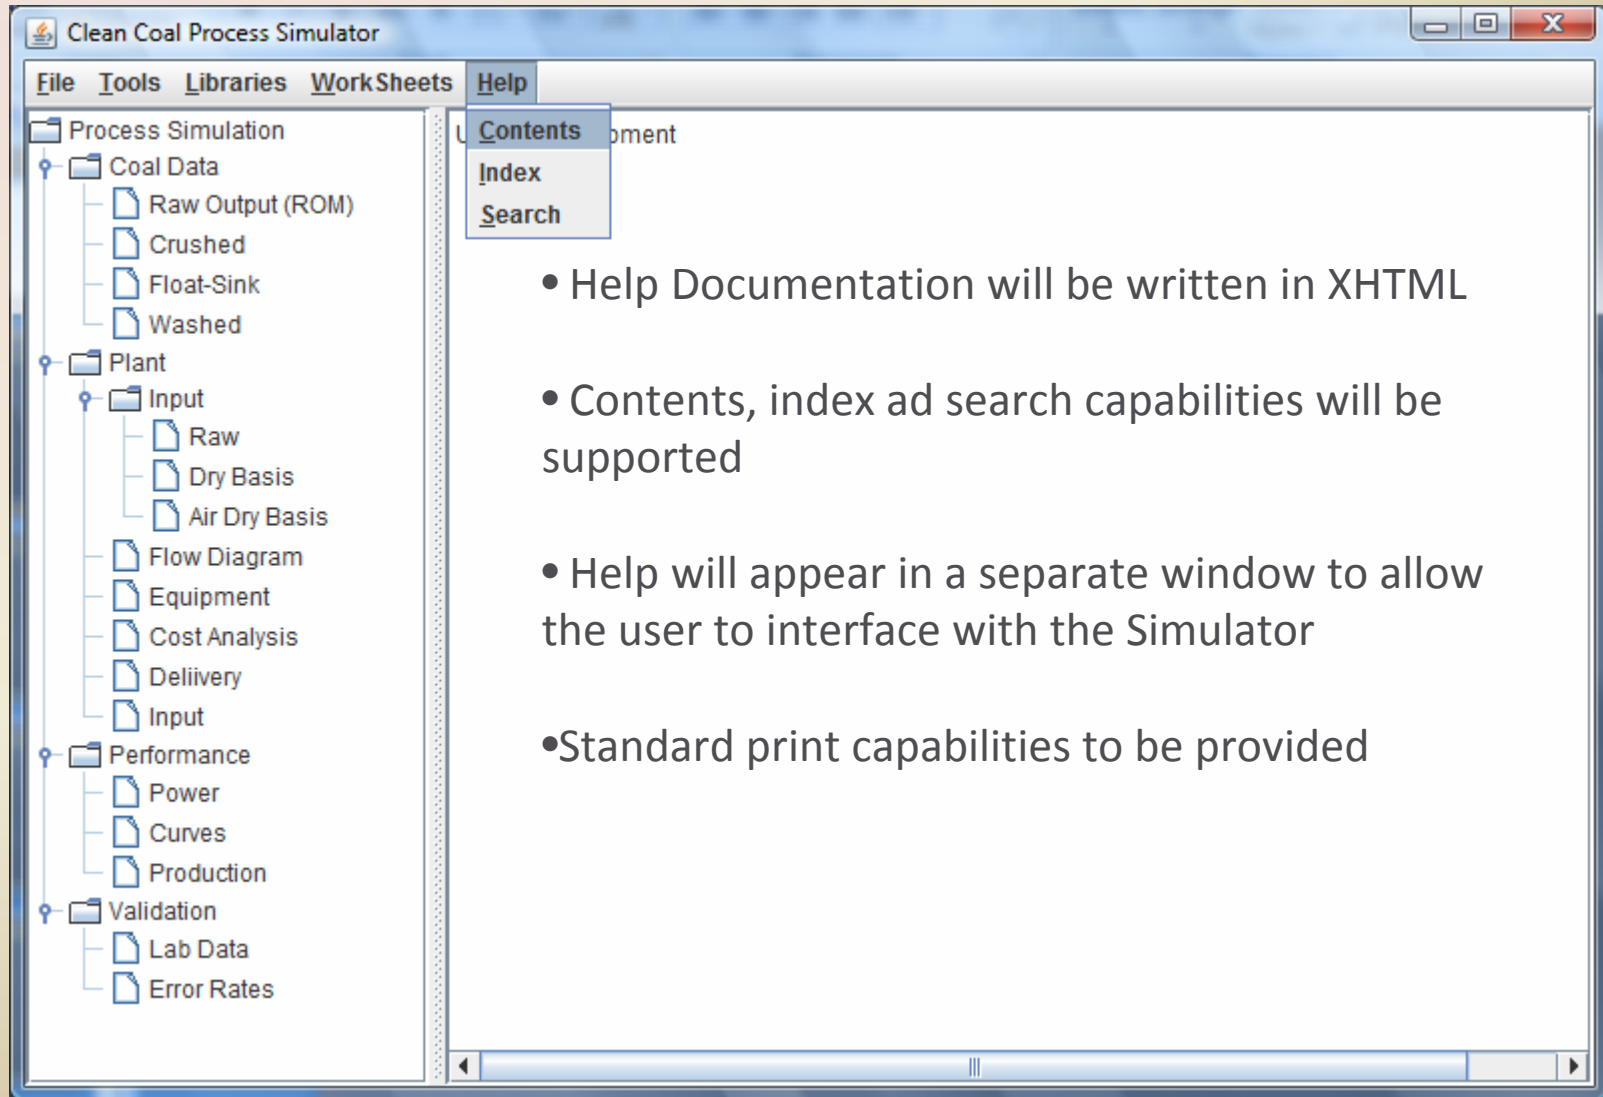 Clean Coal Process Simulator
File Tools Libraries WorkSheets Help
Process Simulation
Coal Data
Raw Output (ROM)
Crushed
Float-Sink
Washed
Plant
Input
Raw
Dry Basis
Air Dry Basis
Flow Diagram
Equipment
Cost Analysis
Deliivery
Input
Performance
Power
Curves
Production
Validation
Lab Data
Error Rates
Contents
Index
Search
• Help Documentation will be written in XHTML
• Contents, index ad search capabilities will be
supported
• Help will appear in a separate window to allow
the user to interface with the Simulator
•Standard print capabilities to be provided